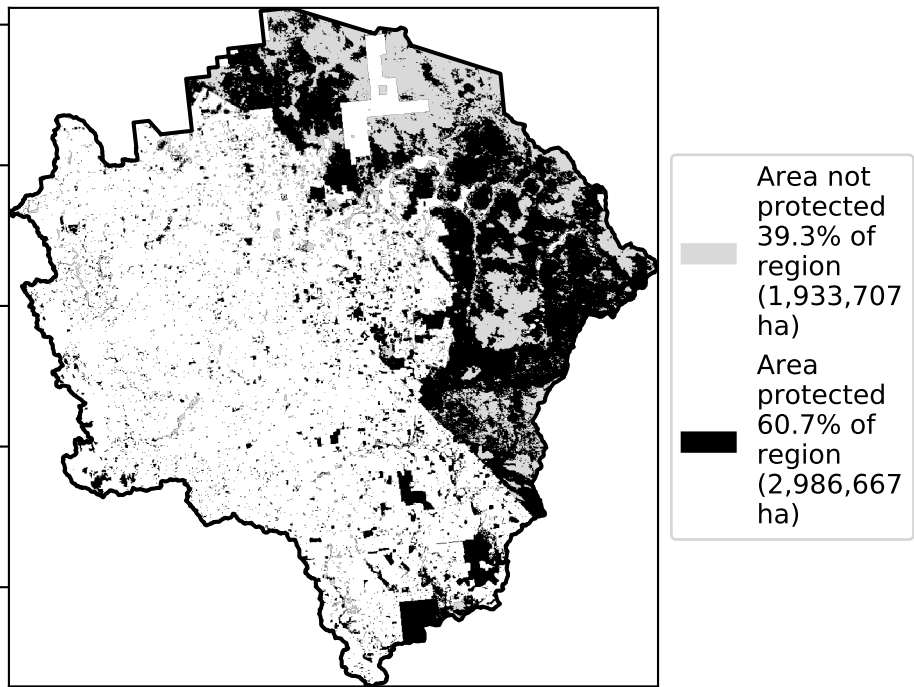 Area not
protected
39.3% of
region
(1,933,707
ha)
Area
protected
60.7% of
region
(2,986,667
ha)